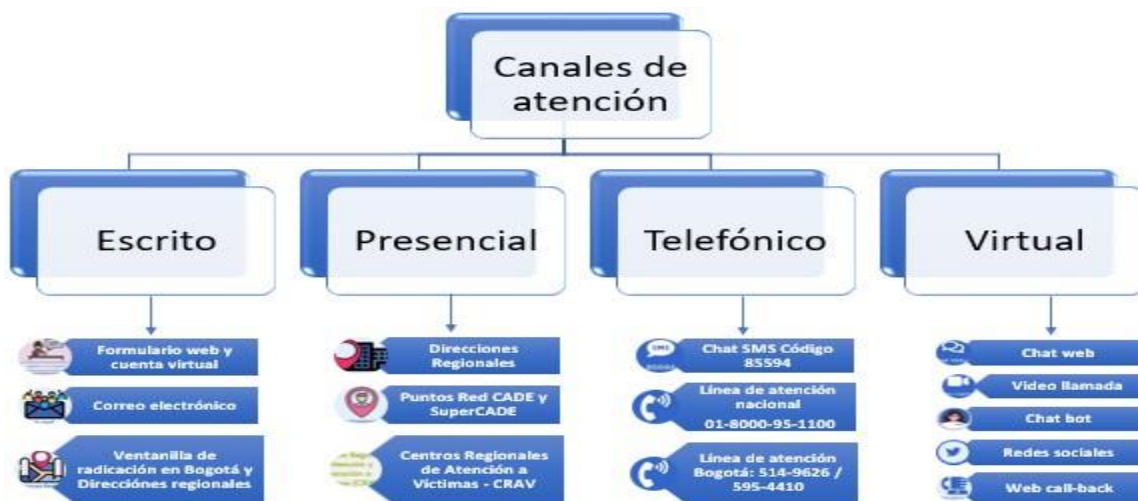 Canales de
atención
Escrito
Presencial
Telefónico
Virtual
Formulario web y
cuenta virtual
Correo electrónico
Ventanilla de
radicación en Bogotá y
Direcciónes regionales
Direcciones
Regionales
Puntos Red CADE y
SuperCADE
Centros Regionales
de Atención a
Víctimas - CRAV
SMS
Chat SMS Código
85594
Línea de atención
nacional
01-8000-95-1100
Línea de atención
Bogotá: 514-9626 /
595-4410
Chat web
Video llamada
Chat bot
Redes sociales
Web call-back